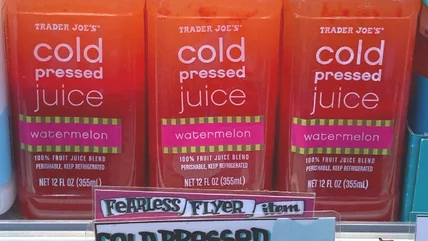 TRADER JOE'S
cold
pressed
juice
watermelon
100% FRUIT JUICE BLEND
PERISHABLE, KEEP REFRIGERATED
NET 12 FL OZ (355mL)
TRADER JOE'S
cold
pressed
juice
watermelon
100% FRUIT JUICE BLEND
PERISHABLE, KEEP REFRIGERATED
NET 12 FL OZ (355mL)
TRADER JOE'S
cold
pressed
juice
watermelon
100% FRUIT JUICE BLEND
PERISHABLE, KEEP REFRIGERATED
NET 12 FL OZ (355mL)
FEARLESS/FLYER/item
COLD PRESSED